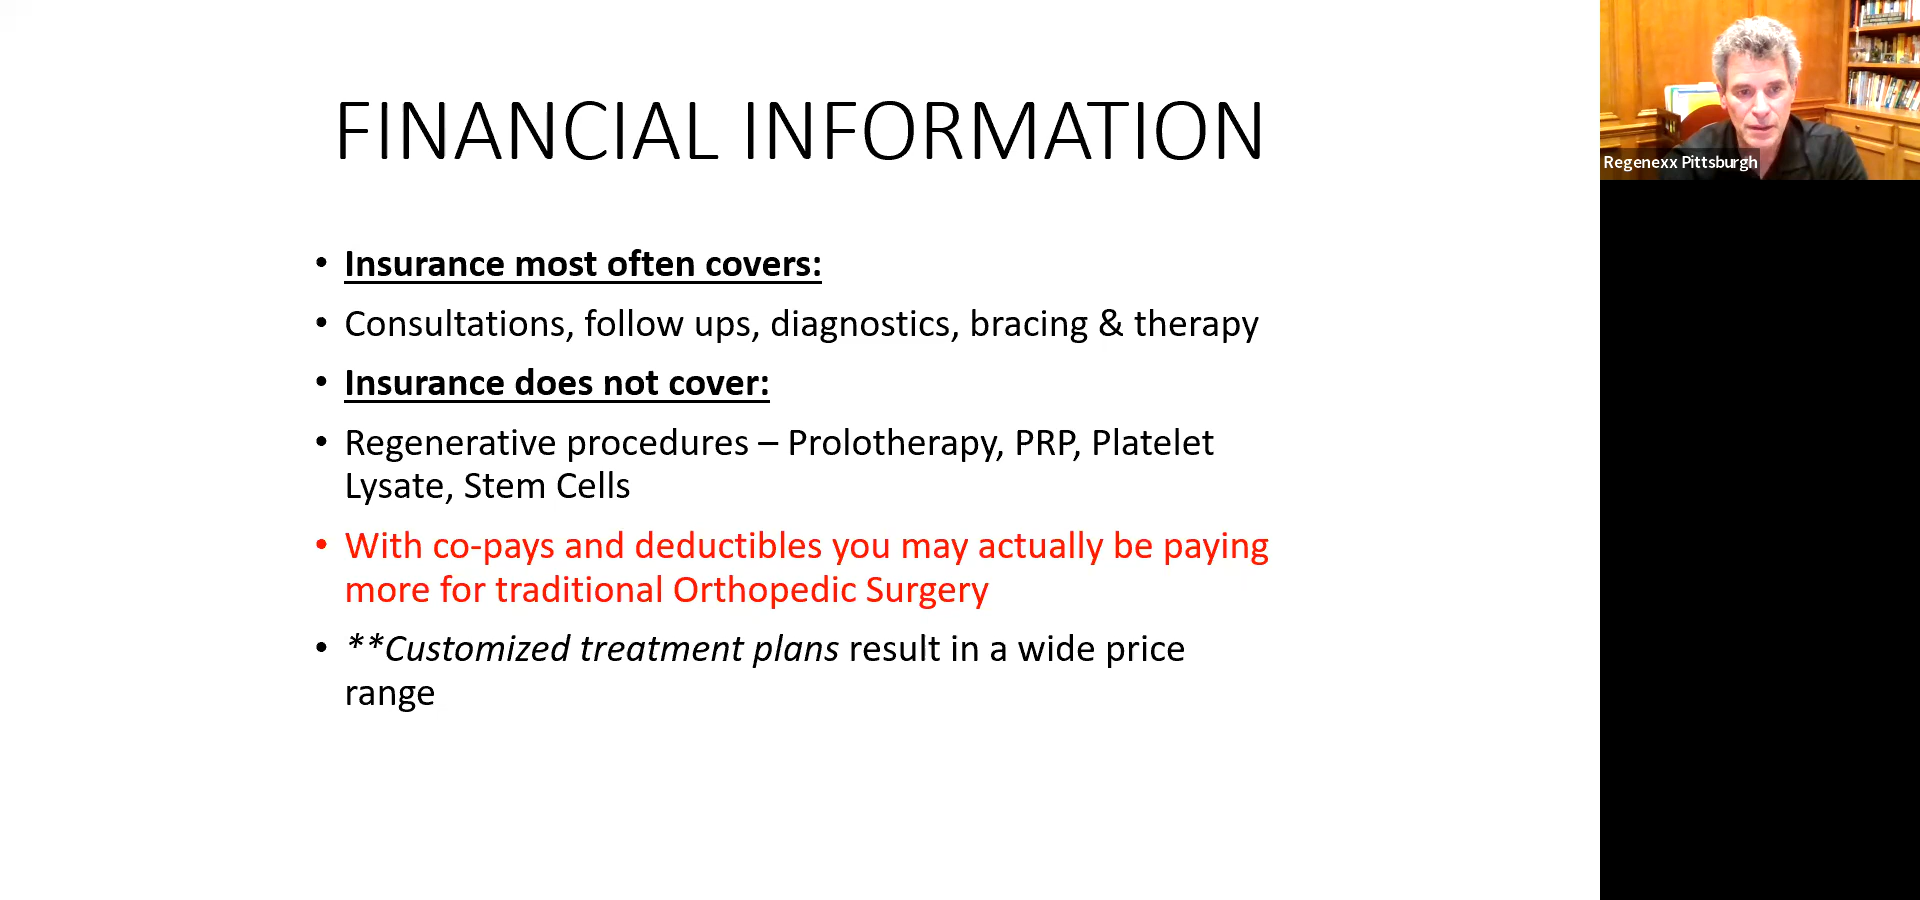 FINANCIAL INFORMATION
Regenexx Pittsburgh
• Insurance most often covers:
• Consultations, follow ups, diagnostics, bracing & therapy
• Insurance does not cover:
• Regenerative procedures – Prolotherapy, PRP, Platelet
Lysate, Stem Cells
• With co-pays and deductibles you may actually be paying
more for traditional Orthopedic Surgery
• **Customized treatment plans result in a wide price
range